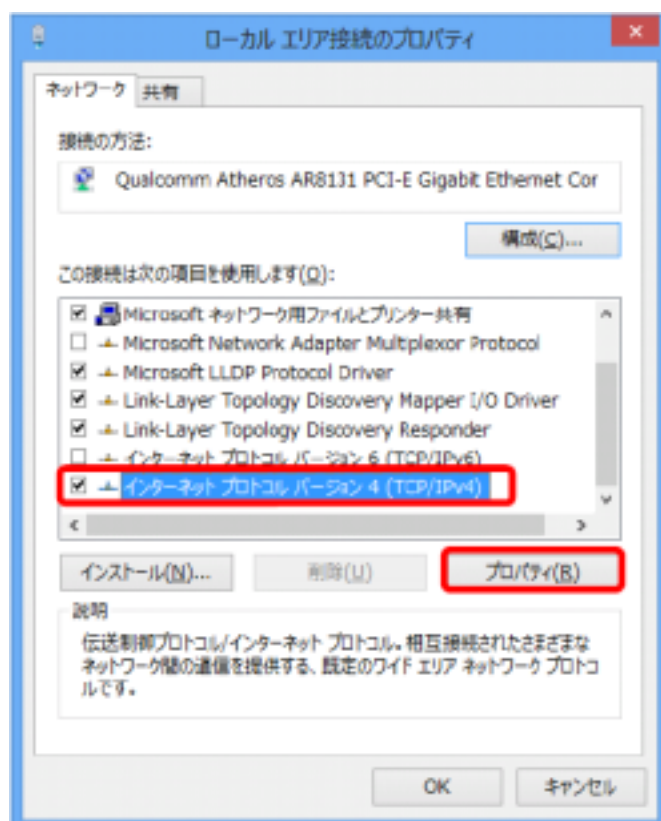 ローカル エリア接続のプロパティ
ネットワーク 共有
接続の方法:
Qualcomm Atheros AR8131 PCI-E Gigabit Ethernet Cor
構成(C)...
この接続は次の項目を使用します(O):
Microsoft ネットワーク用ファイルとプリンター共有
Microsoft Network Adapter Multiplexor Protocol
Microsoft LLDP Protocol Driver
Link-Layer Topology Discovery Mapper I/O Driver
Link-Layer Topology Discovery Responder
インターネット プロトコル バージョン 6 (TCP/IPv6)
インターネット プロトコル バージョン 4 (TCP/IPv4)
インストール(N)... 削除(U) プロパティ(R)
説明
伝送制御プロトコル/インターネット プロトコル。相互接続されたさまざまな
ネットワーク間の通信を提供する、既定のワイド エリア ネットワーク プロトコ
ルです。
OK キャンセル